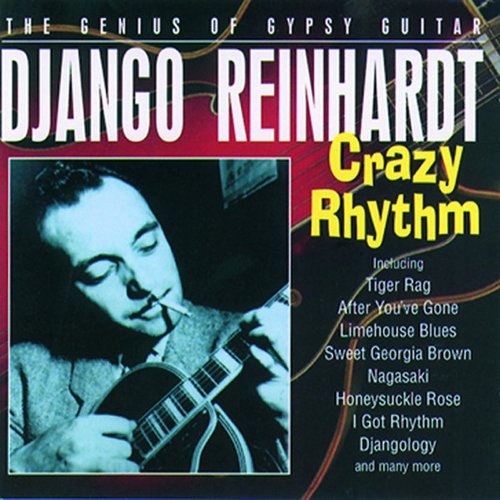 THE GENIUS OF GYPSY GUITAR
DJANGO REINHARDT
Crazy
Rhythm
Including
Tiger Rag
After You've Gone
Limehouse Blues
Sweet Georgia Brown
Nagasaki
Honeysuckle Rose
I Got Rhythm
Djangology
and many more